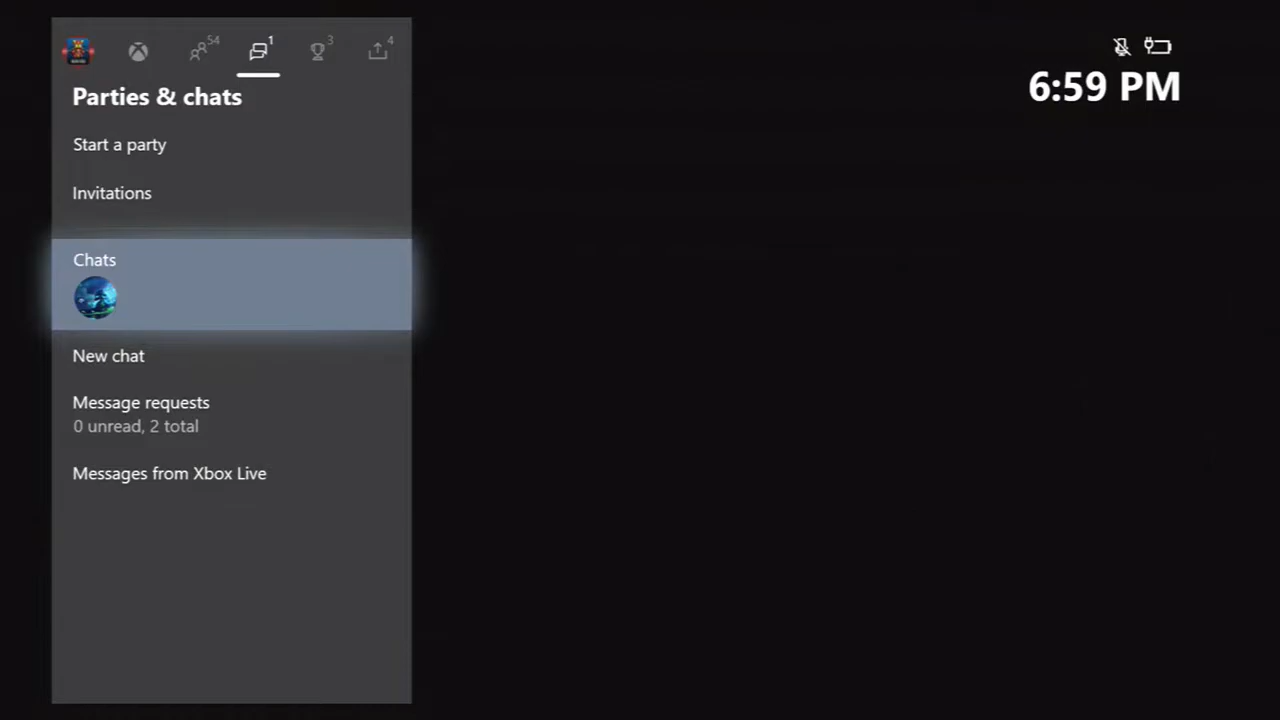 54
1
3
4
6:59 PM
Parties & chats
Start a party
Invitations
Chats
New chat
Message requests
0 unread, 2 total
Messages from Xbox Live